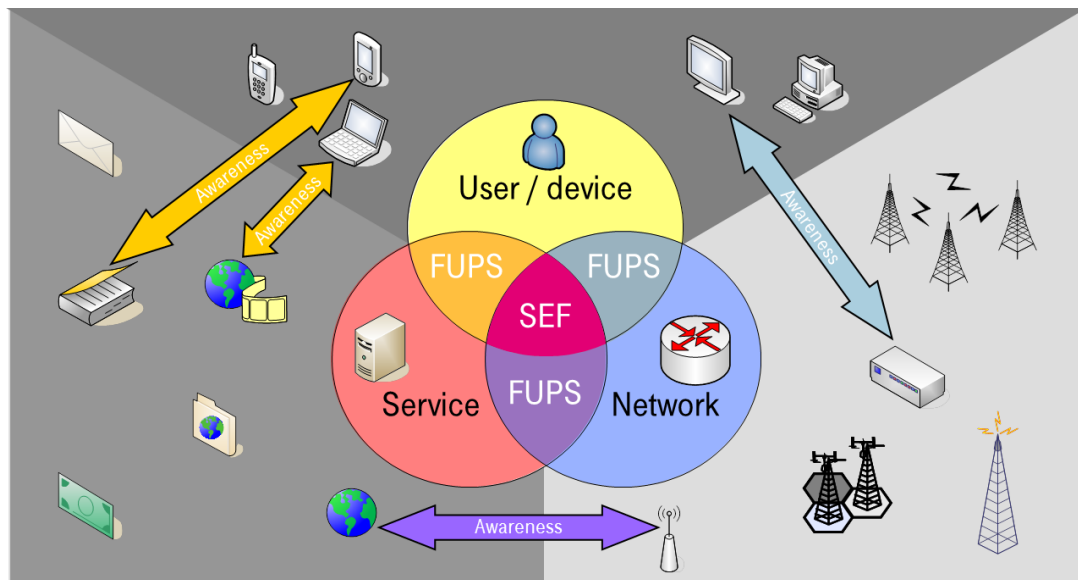 User / device
Awareness
Awareness
Awareness
FUPS
FUPS
SEF
FUPS
Service
Network
Awareness